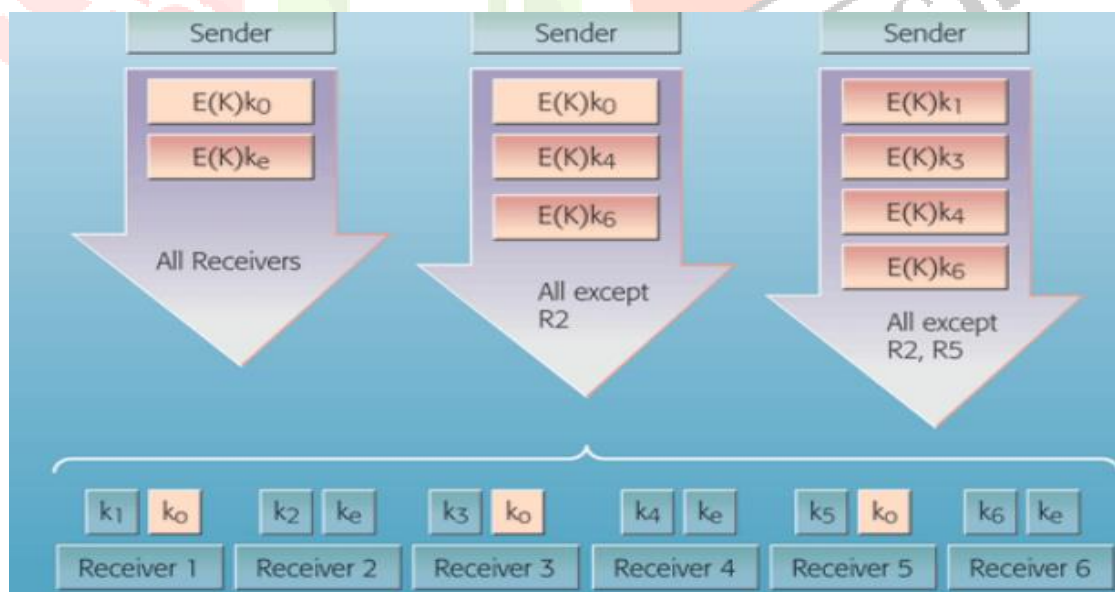 Sender
E(K)k₀
E(K)kₑ
All Receivers
Sender
E(K)k₀
E(K)k₄
E(K)k₆
All except
R2
Sender
E(K)k₁
E(K)k₃
E(K)k₄
E(K)k₆
All except
R2, R5
k₁ k₀ k₂ kₑ k₃ k₀ k₄ kₑ k₅ k₀ k₆ kₑ
Receiver 1 Receiver 2 Receiver 3 Receiver 4 Receiver 5 Receiver 6